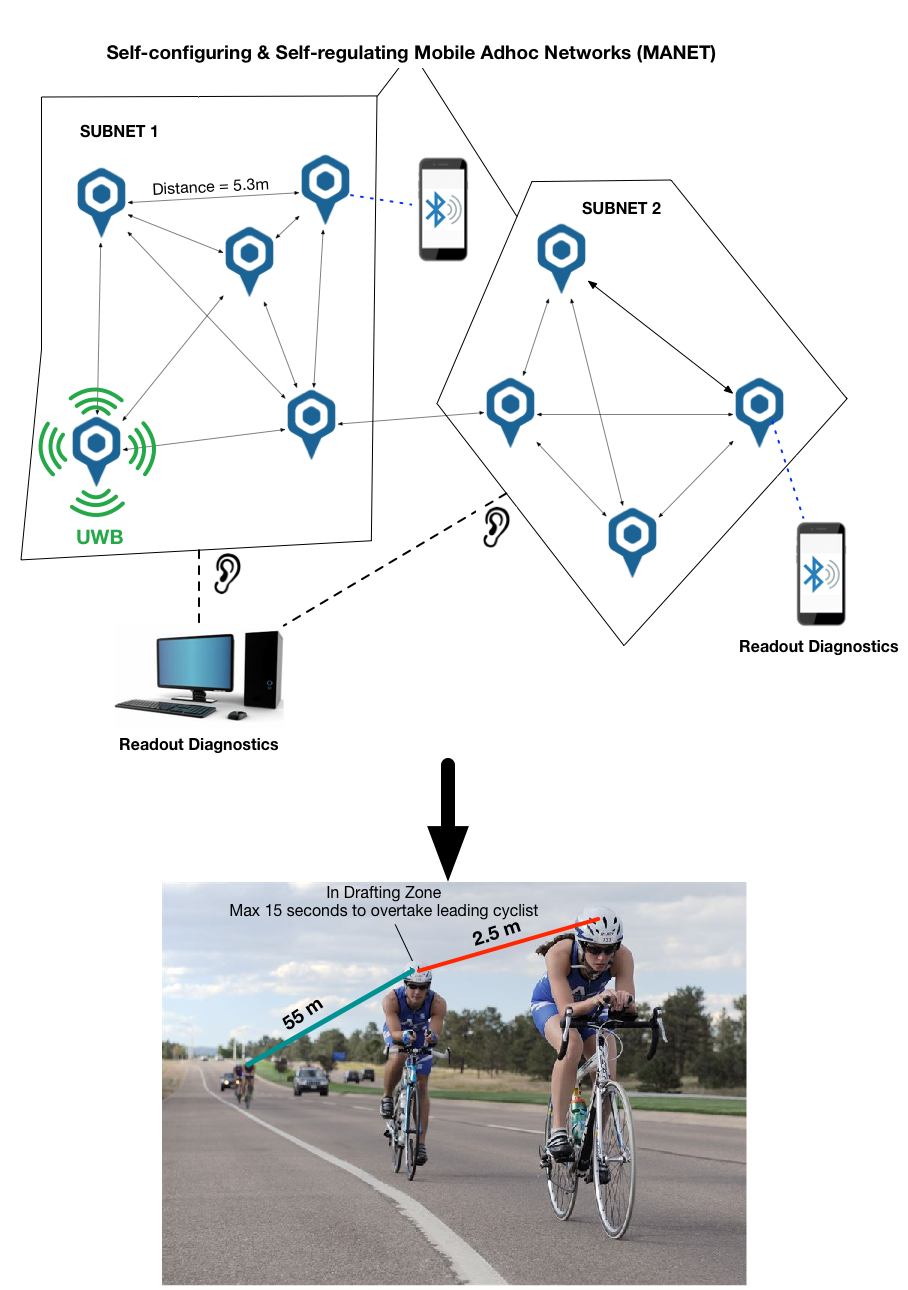 Self-configuring & Self-regulating Mobile Adhoc Networks (MANET)
SUBNET 1
Distance = 5.3m
SUBNET 2
UWB
Readout Diagnostics
Readout Diagnostics
In Drafting Zone
Max 15 seconds to overtake leading cyclist
2.5 m
55 m